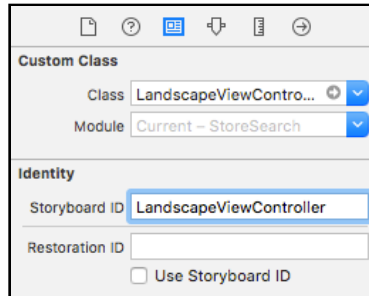 Custom Class
Class LandscapeViewContro...
Module Current – StoreSearch
Identity
Storyboard ID LandscapeViewController
Restoration ID
Use Storyboard ID